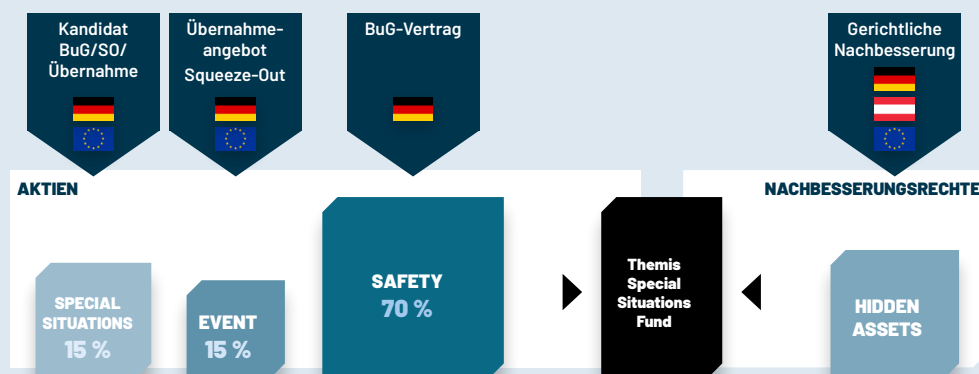 Kandidat
BuG/SO/
Übernahme
Übernahme-
angebot
Squeeze-Out
BuG-Vertrag
Gerichtliche
Nachbesserung
AKTIEN
NACHBESSERUNGSRECHTE
SPECIAL
SITUATIONS
15 %
EVENT
15 %
SAFETY
70 %
Themis
Special
Situations
Fund
HIDDEN
ASSETS